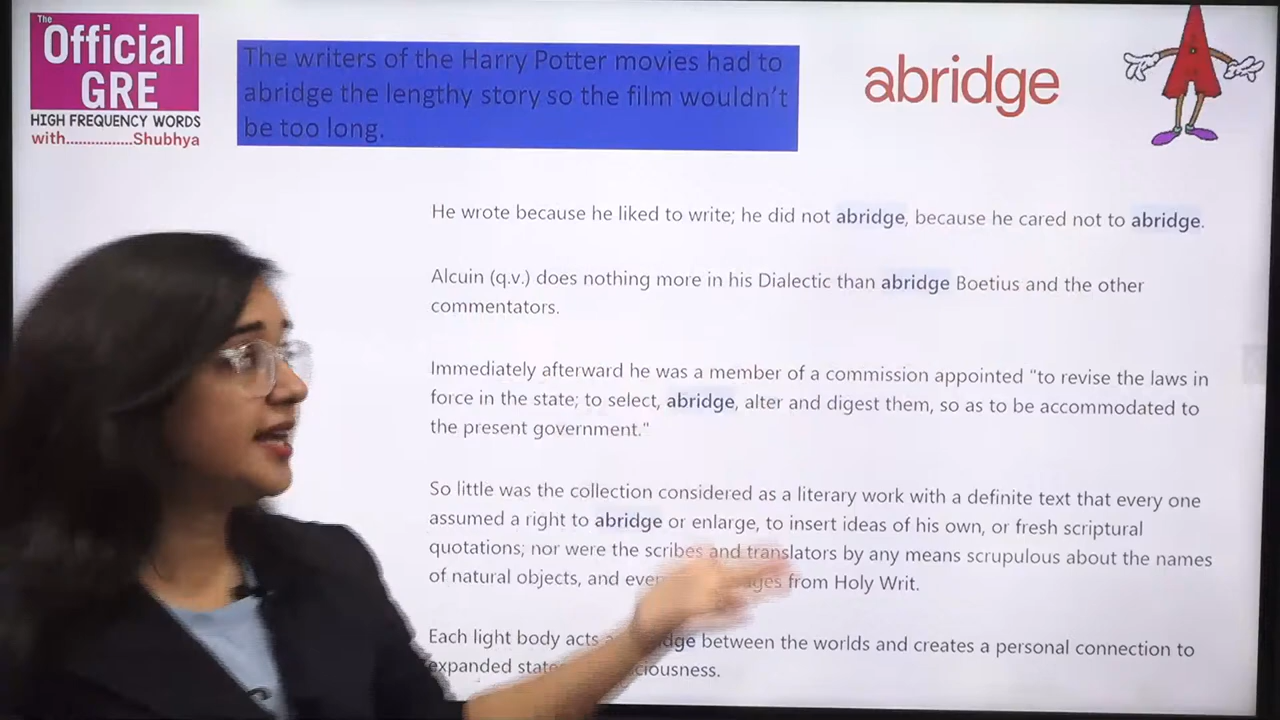 The
Official
GRE
HIGH FREQUENCY WORDS
with.................Shubhya
The writers of the Harry Potter movies had to
abridge the lengthy story so the film wouldn't
be too long.
abridge
A
He wrote because he liked to write; he did not abridge, because he cared not to abridge.
Alcuin (q.v.) does nothing more in his Dialectic than abridge Boetius and the other
commentators.
Immediately afterward he was a member of a commission appointed "to revise the laws in
force in the state; to select, abridge, alter and digest them, so as to be accommodated to
the present government."
So little was the collection considered as a literary work with a definite text that every one
assumed a right to abridge or enlarge, to insert ideas of his own, or fresh scriptural
quotations; nor were the scribes and translators by any means scrupulous about the names
of natural objects, and from Holy Writ.
Each light body acts between the worlds and creates a personal connection to
expanded